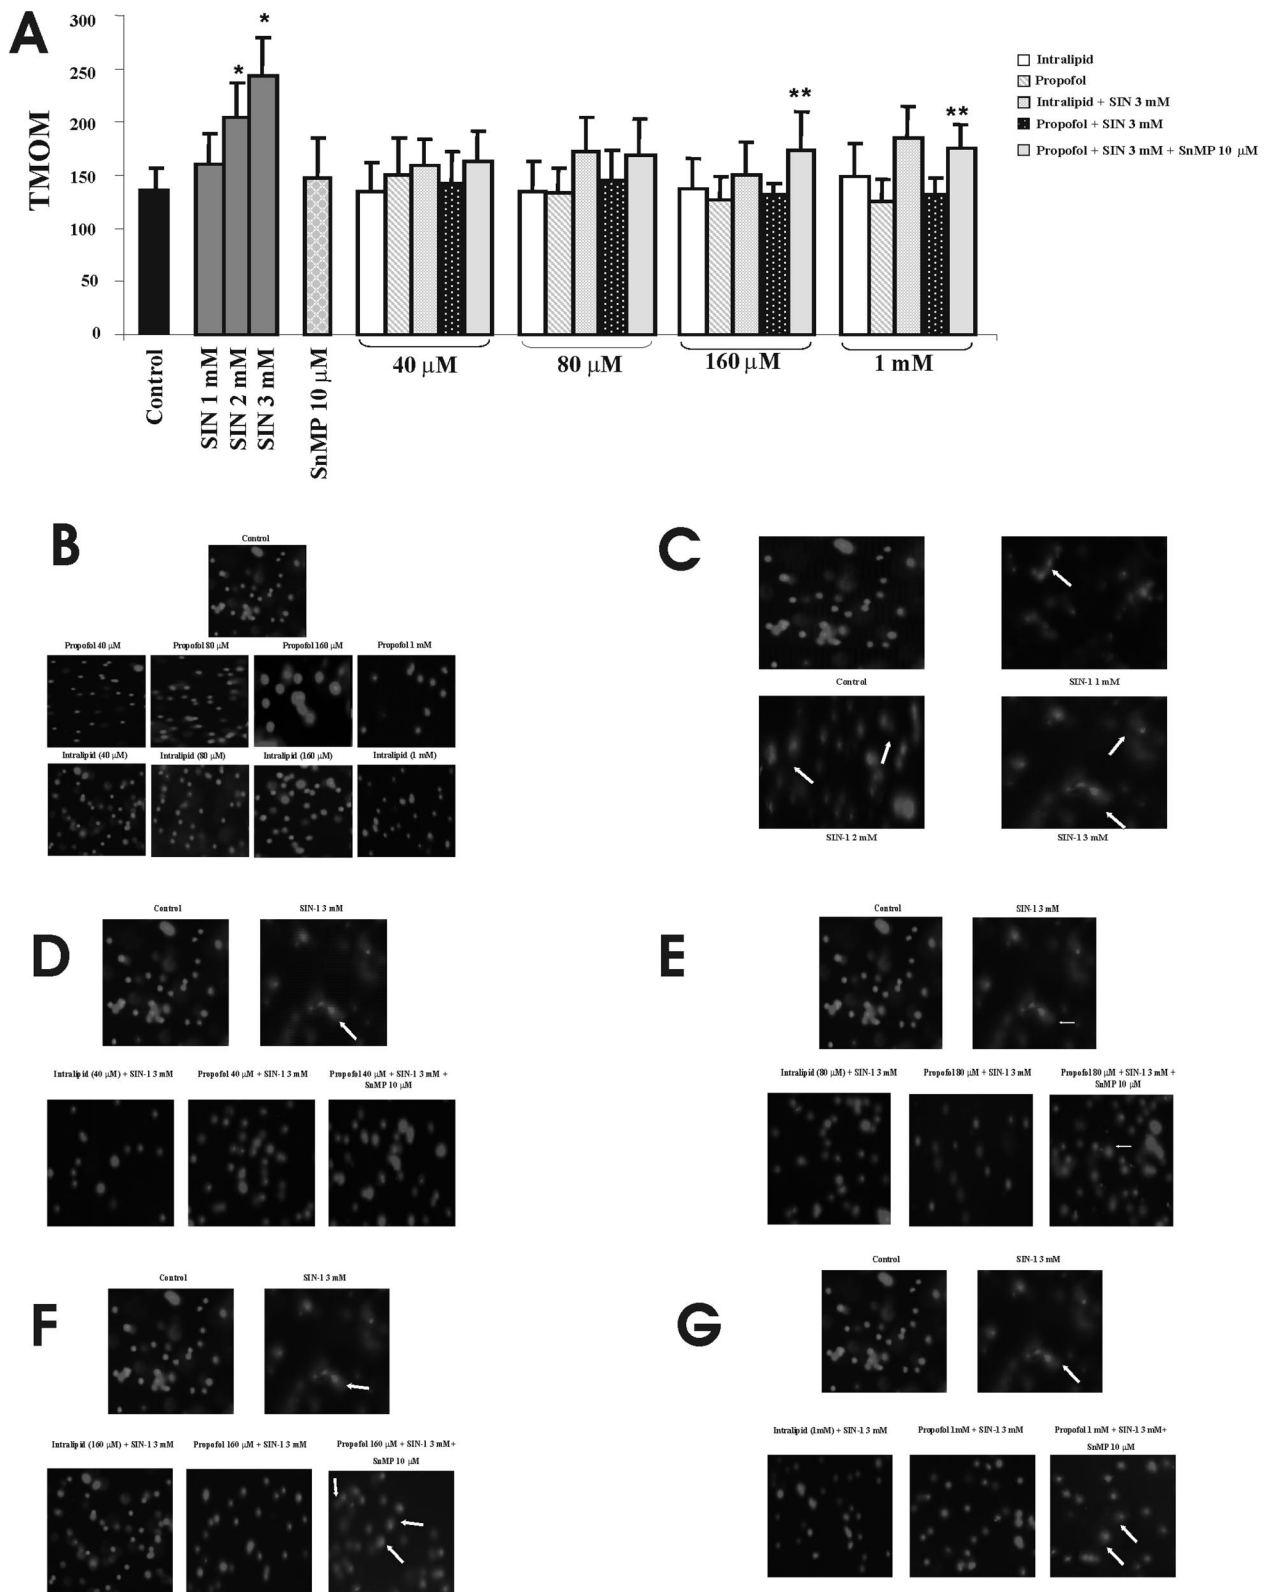 A
300
250
200
150
100
50
0
TMOM
*
*
**
**
Intralipid
Propofol
Intralipid + SIN 3 mM
Propofol + SIN 3 mM
Propofol + SIN 3 mM + SnMP 10 μM
Control
SIN 1 mM
SIN 2 mM
SIN 3 mM
SnMP 10 μM
40 μM
80 μM
160 μM
1 mM
B
Control
Propofol 40 μM
Propofol 80 μM
Propofol 160 μM
Propofol 1 mM
Intralipid (40 μM)
Intralipid (80 μM)
Intralipid (160 μM)
Intralipid (1 mM)
C
Control
SIN-1 1 mM
SIN-1 2 mM
SIN-1 3 mM
D
Control
SIN-1 3 mM
Intralipid (40 μM) + SIN-1 3 mM
Propofol 40 μM + SIN-1 3 mM
Propofol 40 μM + SIN-1 3 mM +
SnMP 10 μM
E
Control
SIN-1 3 mM
Intralipid (80 μM) + SIN-1 3 mM
Propofol 80 μM + SIN-1 3 mM
Propofol 80 μM + SIN-1 3 mM +
SnMP 10 μM
F
Control
SIN-1 3 mM
Intralipid (160 μM) + SIN-1 3 mM
Propofol 160 μM + SIN-1 3 mM
Propofol 160 μM + SIN-1 3 mM+
SnMP 10 μM
G
Control
SIN-1 3 mM
Intralipid (1mM) + SIN-1 3 mM
Propofol 1mM + SIN-1 3 mM
Propofol 1 mM + SIN-1 3 mM+
SnMP 10 μM